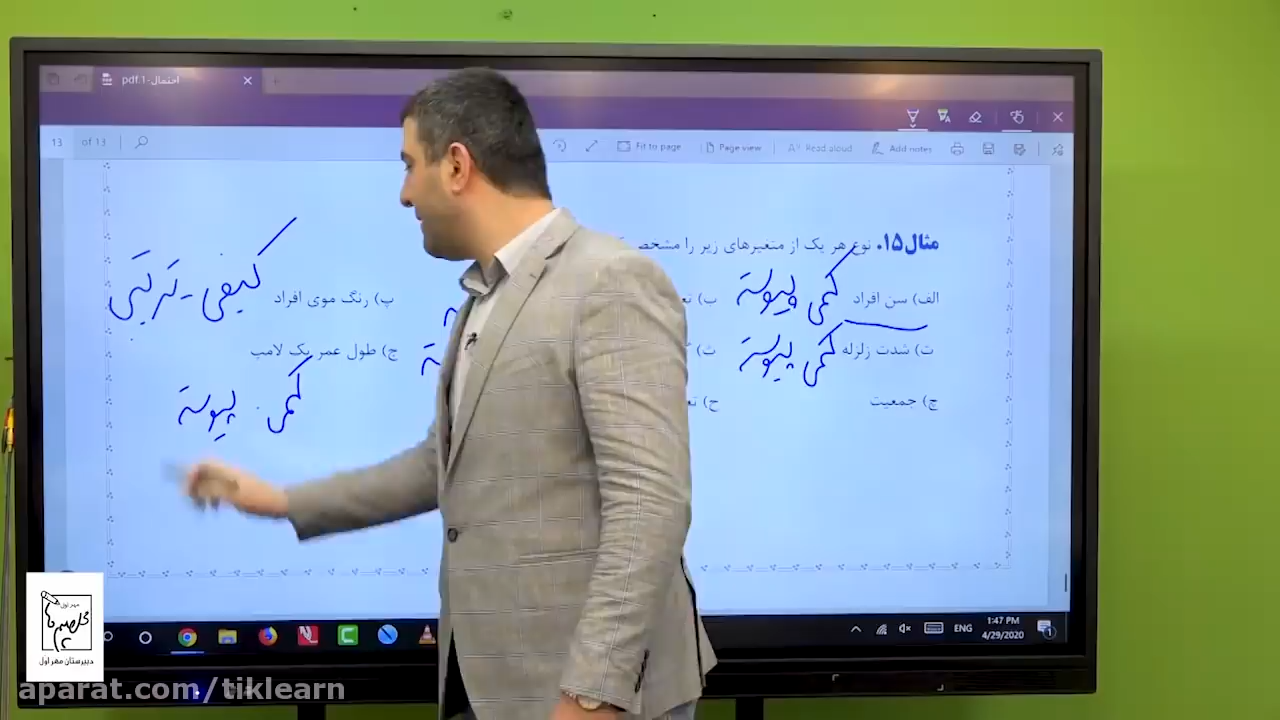 احتمال-1.pdf
13 of 13
Fit to page
Page view
Read aloud
Add notes
مثال۱۵. نوع هر یک از متغیرهای زیر را مشخص
الف) سن افراد کمی پیوسته ب) پ) رنگ موی افراد کیفی-ترتیبی
ت) شدت زلزله کمی پیوسته ث) چ) طول عمر یک لامپ
ج) جمعیت ح) کمی پیوسته
ENG
1:47 PM
4/29/2020
1
مهر اول
دبیرستان مهر اول
aparat.com/tiklearn